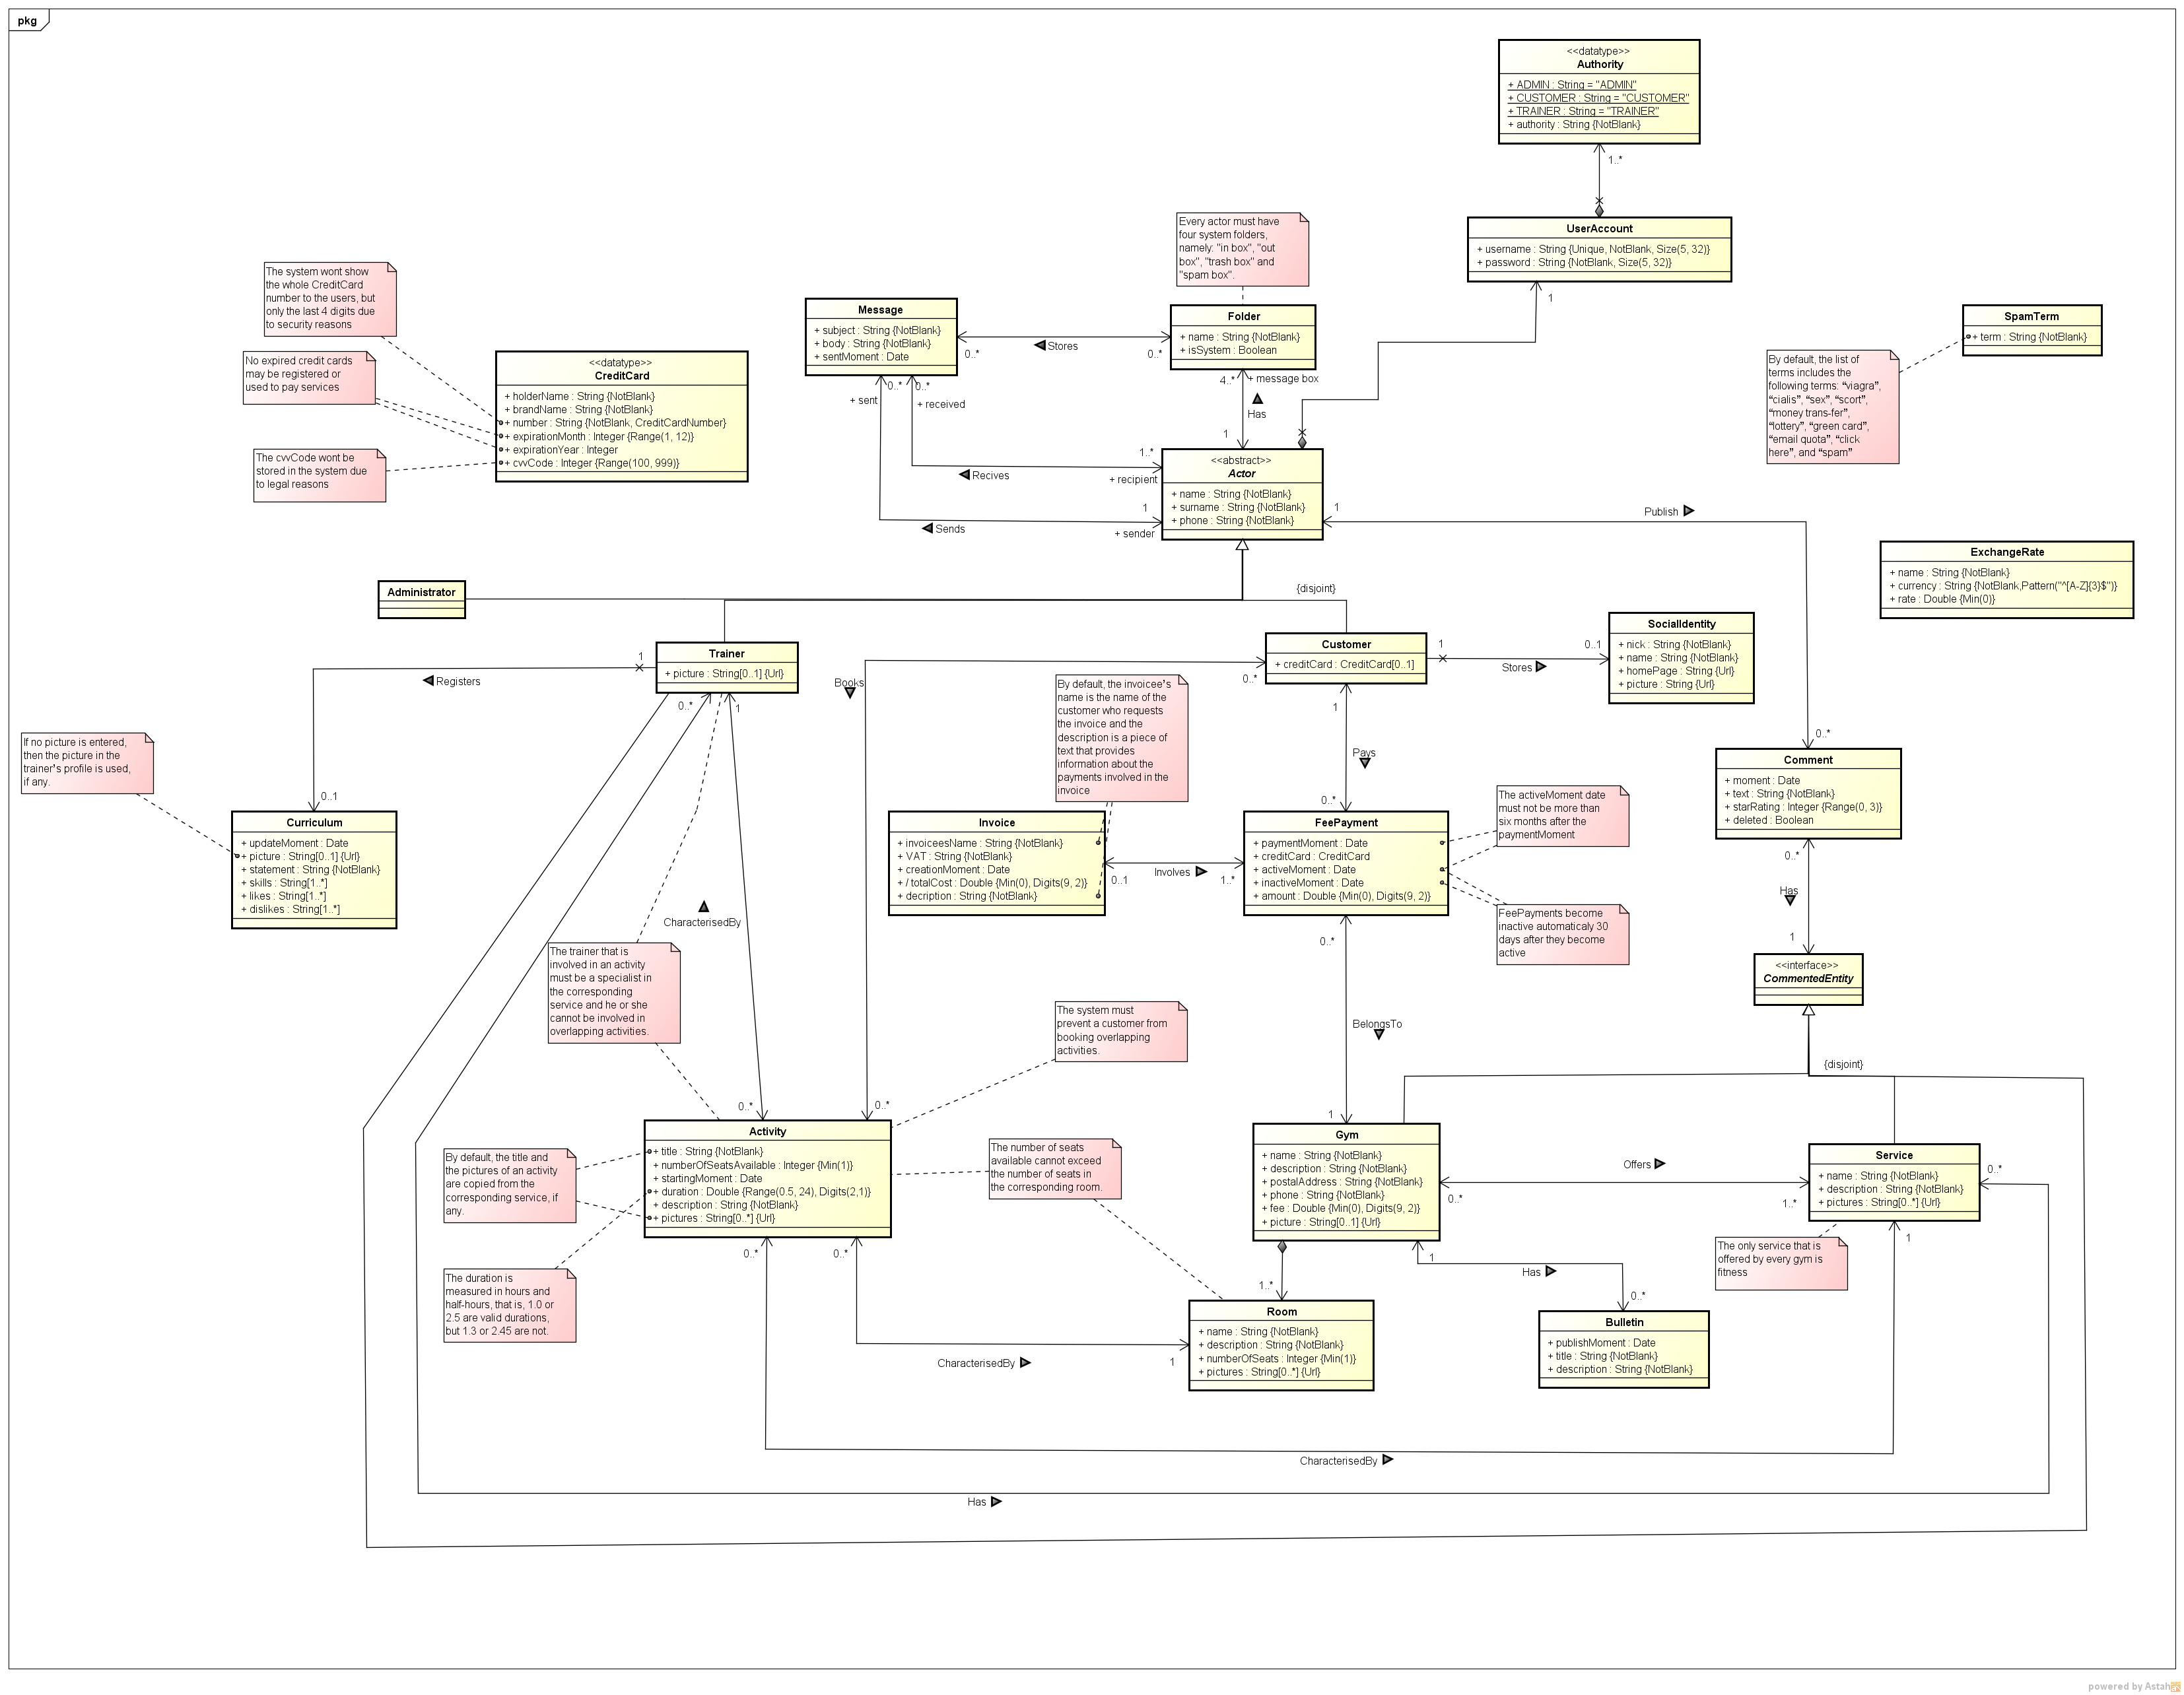 pkg
<<datatype>>
Authority
+ ADMIN : String = "ADMIN"
+ CUSTOMER : String = "CUSTOMER"
+ TRAINER : String = "TRAINER"
+ authority : String {NotBlank}
1..*
UserAccount
+ username : String {Unique, NotBlank, Size(5, 32)}
+ password : String {NotBlank, Size(5, 32)}
1
Every actor must have
four system folders,
namely: "in box", "out
box", "trash box" and
"spam box".
The system wont show
the whole CreditCard
number to the users, but
only the last 4 digits due
to security reasons
No expired credit cards
may be registered or
used to pay services
The cvvCode wont be
stored in the system due
to legal reasons
<<datatype>>
CreditCard
+ holderName : String {NotBlank}
+ brandName : String {NotBlank}
+ number : String {NotBlank, CreditCardNumber}
+ expirationMonth : Integer {Range(1, 12)}
+ expirationYear : Integer
+ cvvCode : Integer {Range(100, 999)}
Message
+ subject : String {NotBlank}
+ body : String {NotBlank}
+ sentMoment : Date
0..*
Stores
0..*
Folder
+ name : String {NotBlank}
+ isSystem : Boolean
4..*
+ message box
Has
1
SpamTerm
+ term : String {NotBlank}
By default, the list of
terms includes the
following terms: “viagra”,
“cialis”, “sex”, “scort”,
“money trans-fer”,
“lottery”, “green card”,
“email quota”, “click
here”, and “spam”
0..*
0..*
+ sent
+ received
1..*
Recives
+ recipient
1
Sends
+ sender
<<abstract>>
Actor
+ name : String {NotBlank}
+ surname : String {NotBlank}
+ phone : String {NotBlank}
1
Publish
{disjoint}
ExchangeRate
+ name : String {NotBlank}
+ currency : String {NotBlank,Pattern("^[A-Z]{3}$")}
+ rate : Double {Min(0)}
Administrator
Trainer
+ picture : String[0..1] {Url}
1
Registers
0..*
1
Books
Customer
+ creditCard : CreditCard[0..1]
0..*
1
0..1
Stores
SocialIdentity
+ nick : String {NotBlank}
+ name : String {NotBlank}
+ homePage : String {Url}
+ picture : String {Url}
By default, the invoicee's
name is the name of the
customer who requests
the invoice and the
description is a piece of
text that provides
information about the
payments involved in the
invoice
1
Pays
0..*
0..*
Comment
+ moment : Date
+ text : String {NotBlank}
+ starRating : Integer {Range(0, 3)}
+ deleted : Boolean
0..*
Has
1
If no picture is entered,
then the picture in the
trainer's profile is used,
if any.
0..1
Curriculum
+ updateMoment : Date
+ picture : String[0..1] {Url}
+ statement : String {NotBlank}
+ skills : String[1..*]
+ likes : String[1..*]
+ dislikes : String[1..*]
Invoice
+ invoiceesName : String {NotBlank}
+ VAT : String {NotBlank}
+ creationMoment : Date
+ / totalCost : Double {Min(0), Digits(9, 2)}
+ decription : String {NotBlank}
0..1
Involves
1..*
FeePayment
+ paymentMoment : Date
+ creditCard : CreditCard
+ activeMoment : Date
+ inactiveMoment : Date
+ amount : Double {Min(0), Digits(9, 2)}
The activeMoment date
must not be more than
six months after the
paymentMoment
FeePayments become
inactive automaticaly 30
days after they become
active
CharacterisedBy
The trainer that is
involved in an activity
must be a specialist in
the corresponding
service and he or she
cannot be involved in
overlapping activities.
The system must
prevent a customer from
booking overlapping
activities.
0..*
BelongsTo
1
<<interface>>
CommentedEntity
{disjoint}
0..*
0..*
Activity
+ title : String {NotBlank}
+ numberOfSeatsAvailable : Integer {Min(1)}
+ startingMoment : Date
+ duration : Double {Range(0.5, 24), Digits(2,1)}
+ description : String {NotBlank}
+ pictures : String[0..*] {Url}
By default, the title and
the pictures of an activity
are copied from the
corresponding service, if
any.
The duration is
measured in hours and
half-hours, that is, 1.0 or
2.5 are valid durations,
but 1.3 or 2.45 are not.
The number of seats
available cannot exceed
the number of seats in
the corresponding room.
Gym
+ name : String {NotBlank}
+ description : String {NotBlank}
+ postalAddress : String {NotBlank}
+ phone : String {NotBlank}
+ fee : Double {Min(0), Digits(9, 2)}
+ picture : String[0..1] {Url}
Offers
0..*
1..*
Service
+ name : String {NotBlank}
+ description : String {NotBlank}
+ pictures : String[0..*] {Url}
0..*
1
The only service that is
offered by every gym is
fitness
0..*
0..*
1..*
1
Has
0..*
Room
+ name : String {NotBlank}
+ description : String {NotBlank}
+ numberOfSeats : Integer {Min(1)}
+ pictures : String[0..*] {Url}
Bulletin
+ publishMoment : Date
+ title : String {NotBlank}
+ description : String {NotBlank}
CharacterisedBy
1
CharacterisedBy
Has
powered by Astah